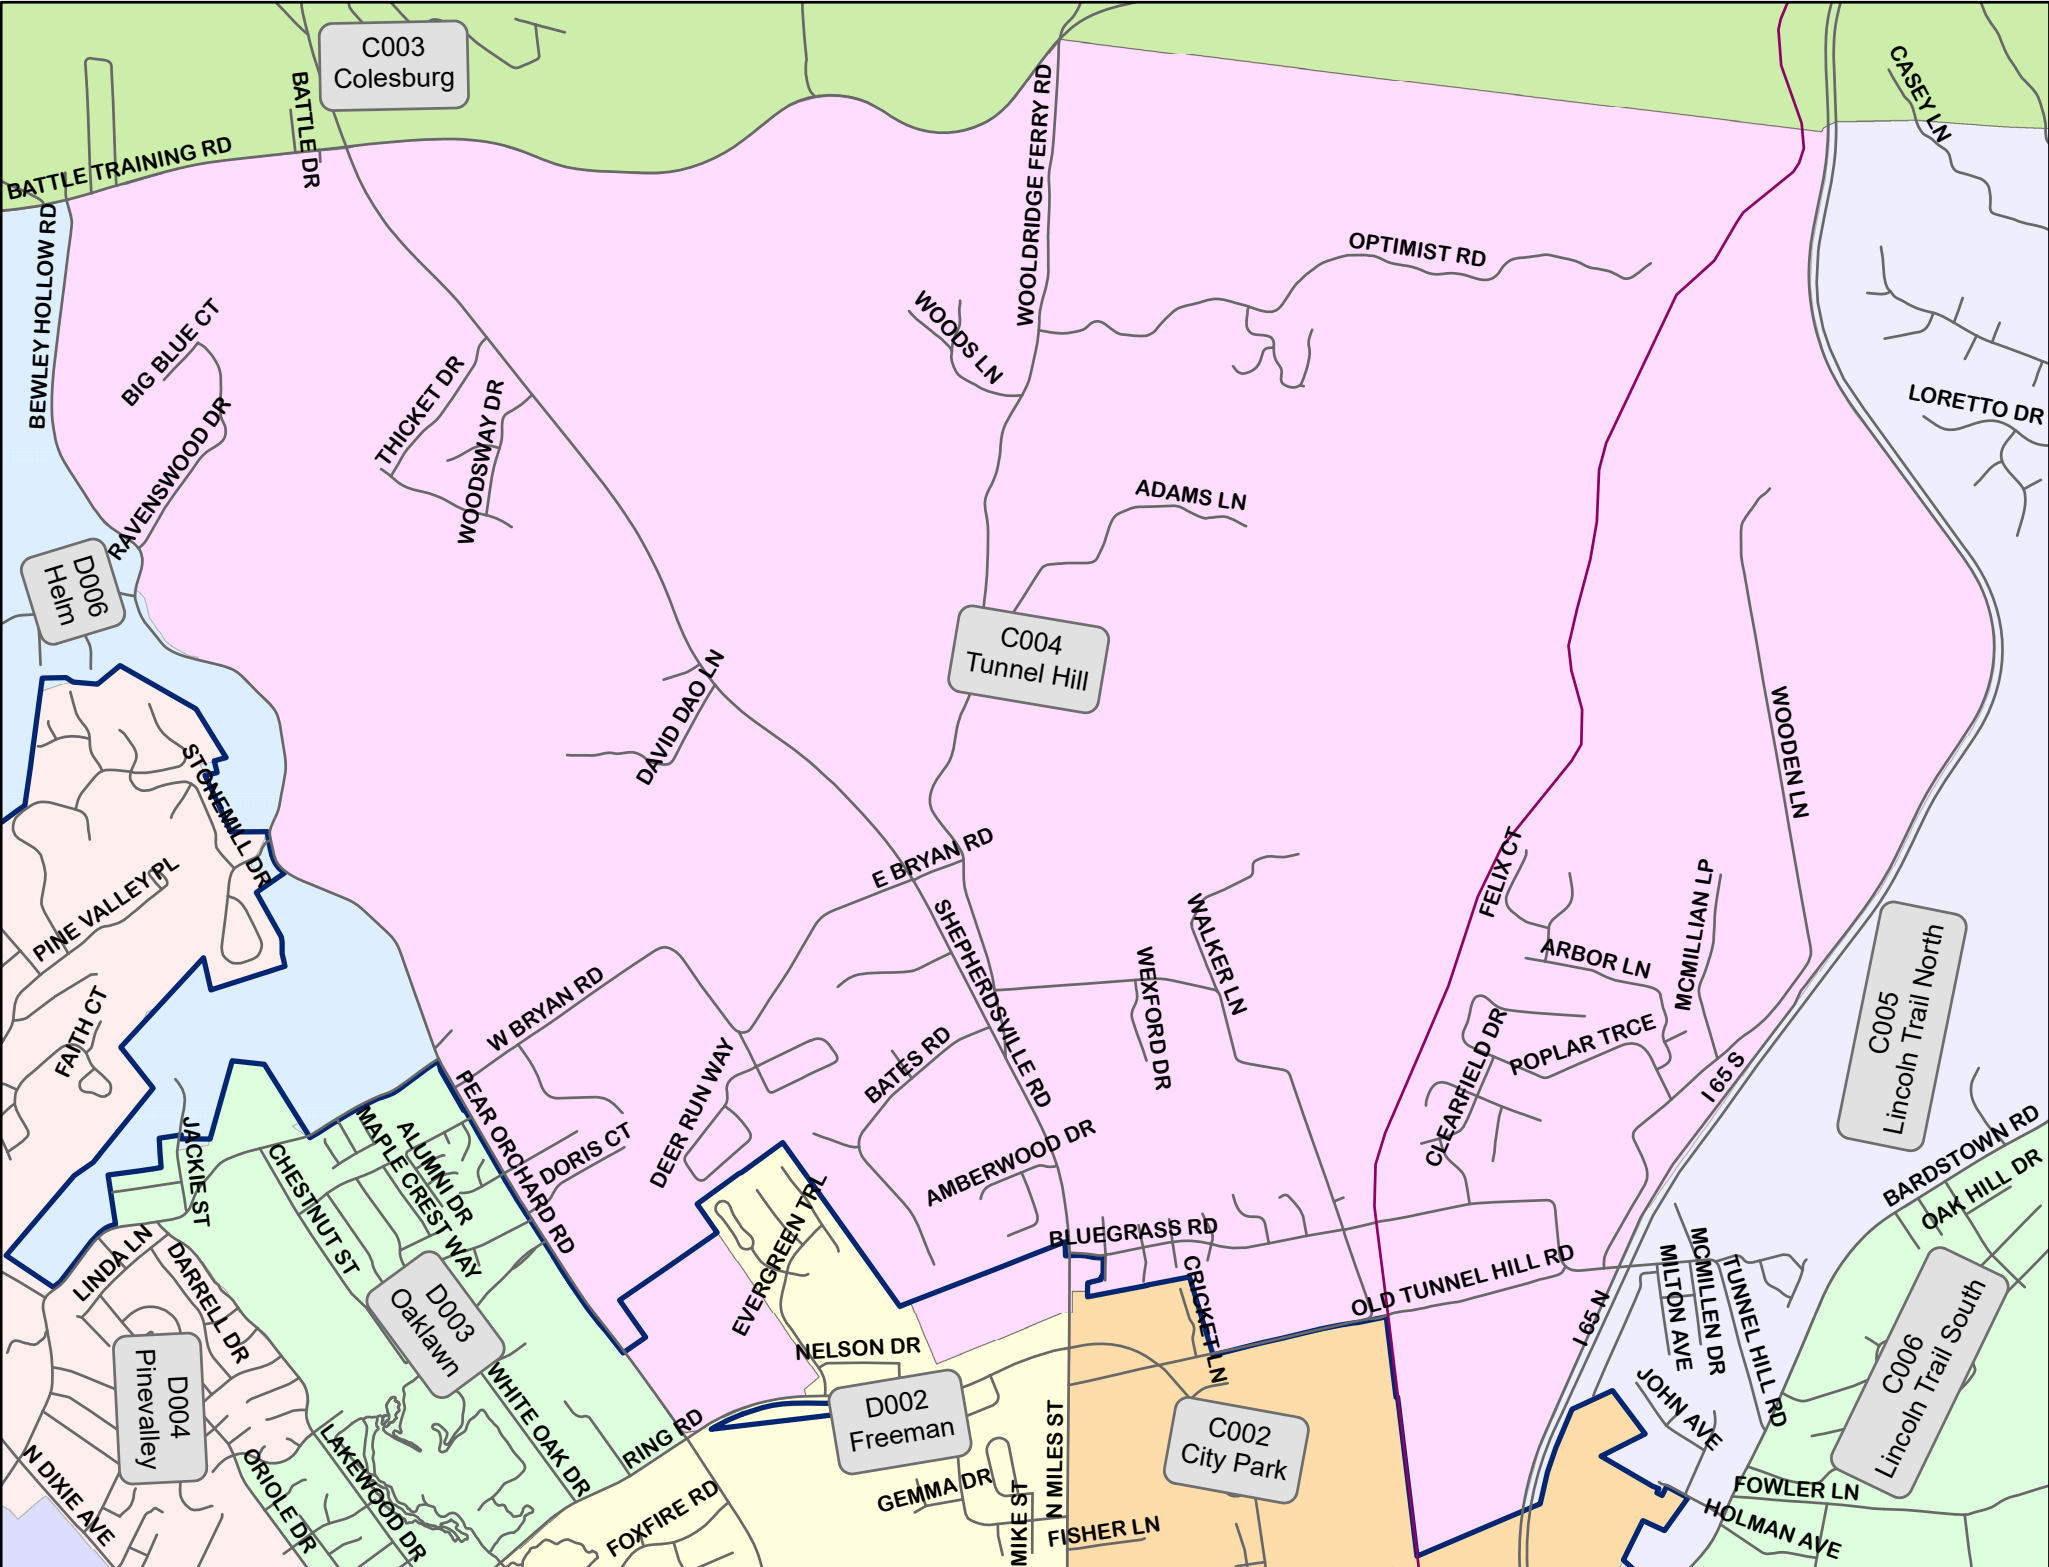 C003
Colesburg
CASEY LN
BATTLE DR
WOOLDRIDGE FERRY RD
BATTLE TRAINING RD
BEWLEY HOLLOW RD
OPTIMIST RD
BIG BLUE CT
WOODS LN
THICKET DR
WOODSWAY DR
LORETTO DR
RAVENSWOOD DR
ADAMS LN
D006
Helm
C004
Tunnel Hill
DAVID DAO LN
WOODEN LN
STONEMILL DR
E BRYAN RD
FELIX CT
PINE VALLEY PL
SHEPHERDSVILLE RD
WALKER LN
MCMILLIAN LP
ARBOR LN
C005
Lincoln Trail North
W BRYAN RD
WEXFORD DR
FAITH CT
BATES RD
CLEARFIELD DR
POPLAR TRCE
DEER RUN WAY
I 65 S
PEAR ORCHARD RD
JACKIE ST
MAPLE CREST WAY
ALUMNI DR
DORIS CT
AMBERWOOD DR
BARDSTOWN RD
OAK HILL DR
CHESTNUT ST
EVERGREEN TRL
BLUEGRASS RD
LINDA LN
DARRELL DR
CRICKET LN
OLD TUNNEL HILL RD
MILTON AVE
MCMILLEN DR
TUNNEL HILL RD
D003
Oaklawn
I 65 N
C006
Lincoln Trail South
NELSON DR
D004
Pinevalley
WHITE OAK DR
D002
Freeman
JOHN AVE
RING RD
N MILES ST
C002
City Park
N DIXIE AVE
ORIOLE DR
LAKEWOOD DR
FOXFIRE RD
GEMMA DR
MIKE ST
FISHER LN
FOWLER LN
HOLMAN AVE